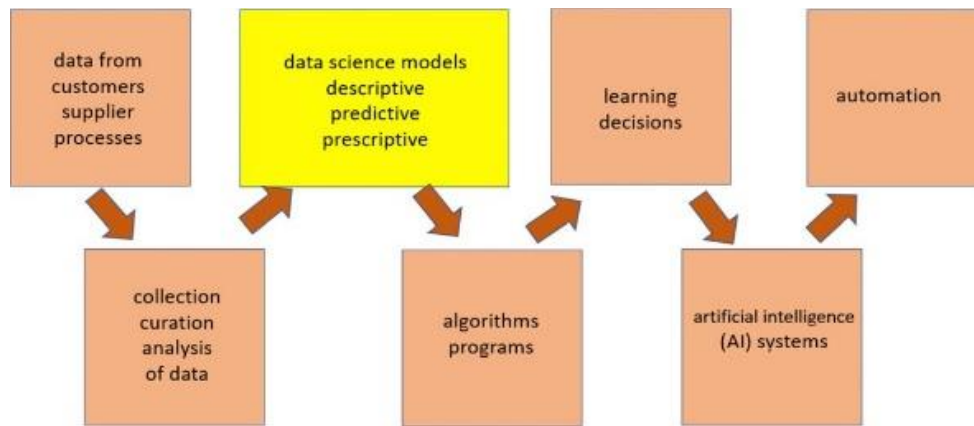 data from
customers
supplier
processes
collection
curation
analysis
of data
data science models
descriptive
predictive
prescriptive
algorithms
programs
learning
decisions
artificial intelligence
(AI) systems
automation